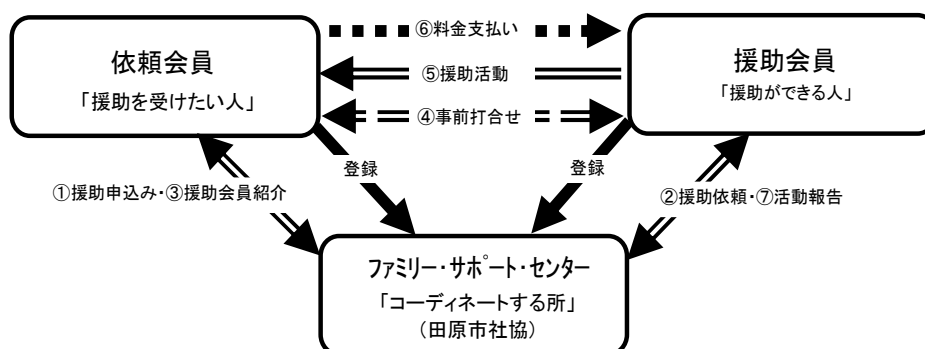 ⑥料金支払い
依頼会員
「援助を受けたい人」
援助会員
「援助ができる人」
⑤援助活動
④事前打合せ
登録
登録
①援助申込み・③援助会員紹介
②援助依頼・⑦活動報告
ファミリー・サポート・センター
「コーディネートする所」
（田原市社協）